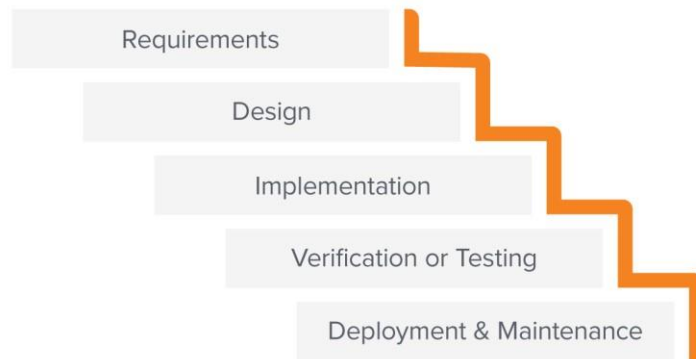 Requirements
Design
Implementation
Verification or Testing
Deployment & Maintenance